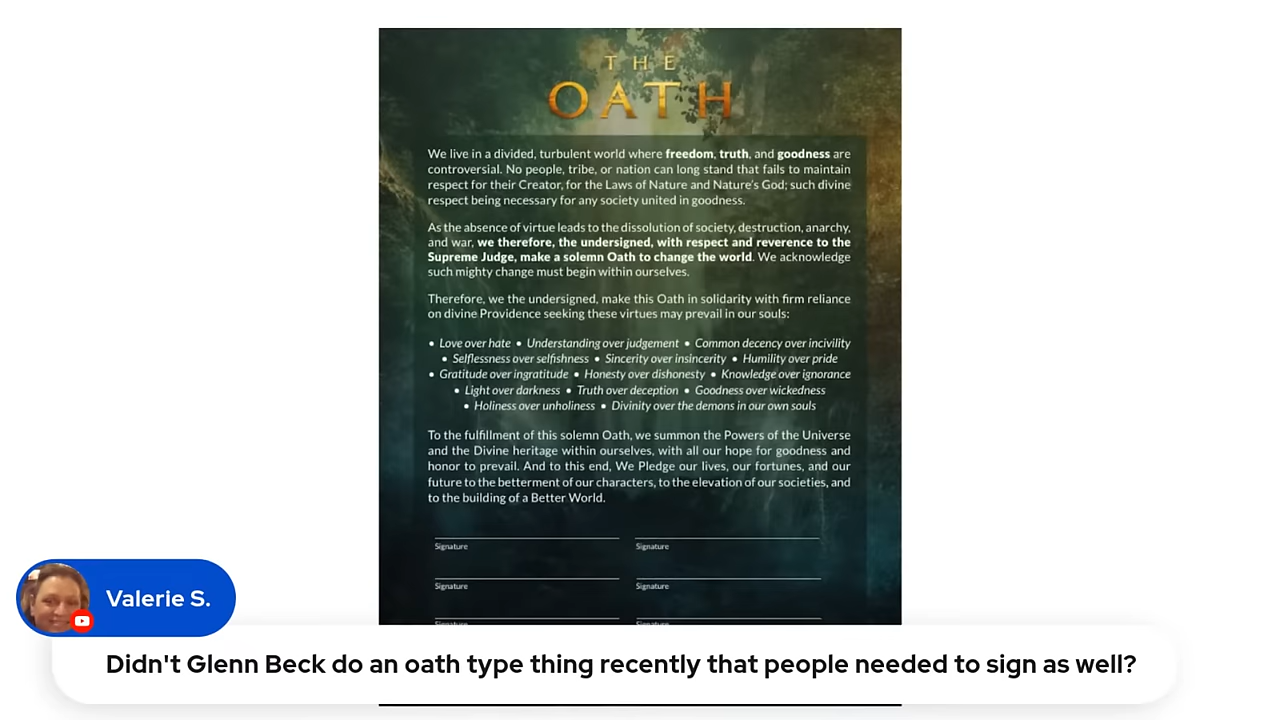 THE
OATH
We live in a divided, turbulent world where freedom, truth, and goodness are
controversial. No people, tribe, or nation can long stand that fails to maintain
respect for their Creator, for the Laws of Nature and Nature's God; such divine
respect being necessary for any society united in goodness.
As the absence of virtue leads to the dissolution of society, destruction, anarchy,
and war, we therefore, the undersigned, with respect and reverence to the
Supreme Judge, make a solemn Oath to change the world. We acknowledge
such mighty change must begin within ourselves.
Therefore, we the undersigned, make this Oath in solidarity with firm reliance
on divine Providence seeking these virtues may prevail in our souls:
• Love over hate • Understanding over judgement • Common decency over incivility
• Selflessness over selfishness • Sincerity over insincerity • Humility over pride
• Gratitude over ingratitude • Honesty over dishonesty • Knowledge over ignorance
• Light over darkness • Truth over deception • Goodness over wickedness
• Holiness over unholiness • Divinity over the demons in our own souls
To the fulfillment of this solemn Oath, we summon the Powers of the Universe
and the Divine heritage within ourselves, with all our hope for goodness and
honor to prevail. And to this end, We Pledge our lives, our fortunes, and our
future to the betterment of our characters, to the elevation of our societies, and
to the building of a Better World.
Signature Signature
Signature Signature
Signature Signature
Valerie S.
Didn't Glenn Beck do an oath type thing recently that people needed to sign as well?